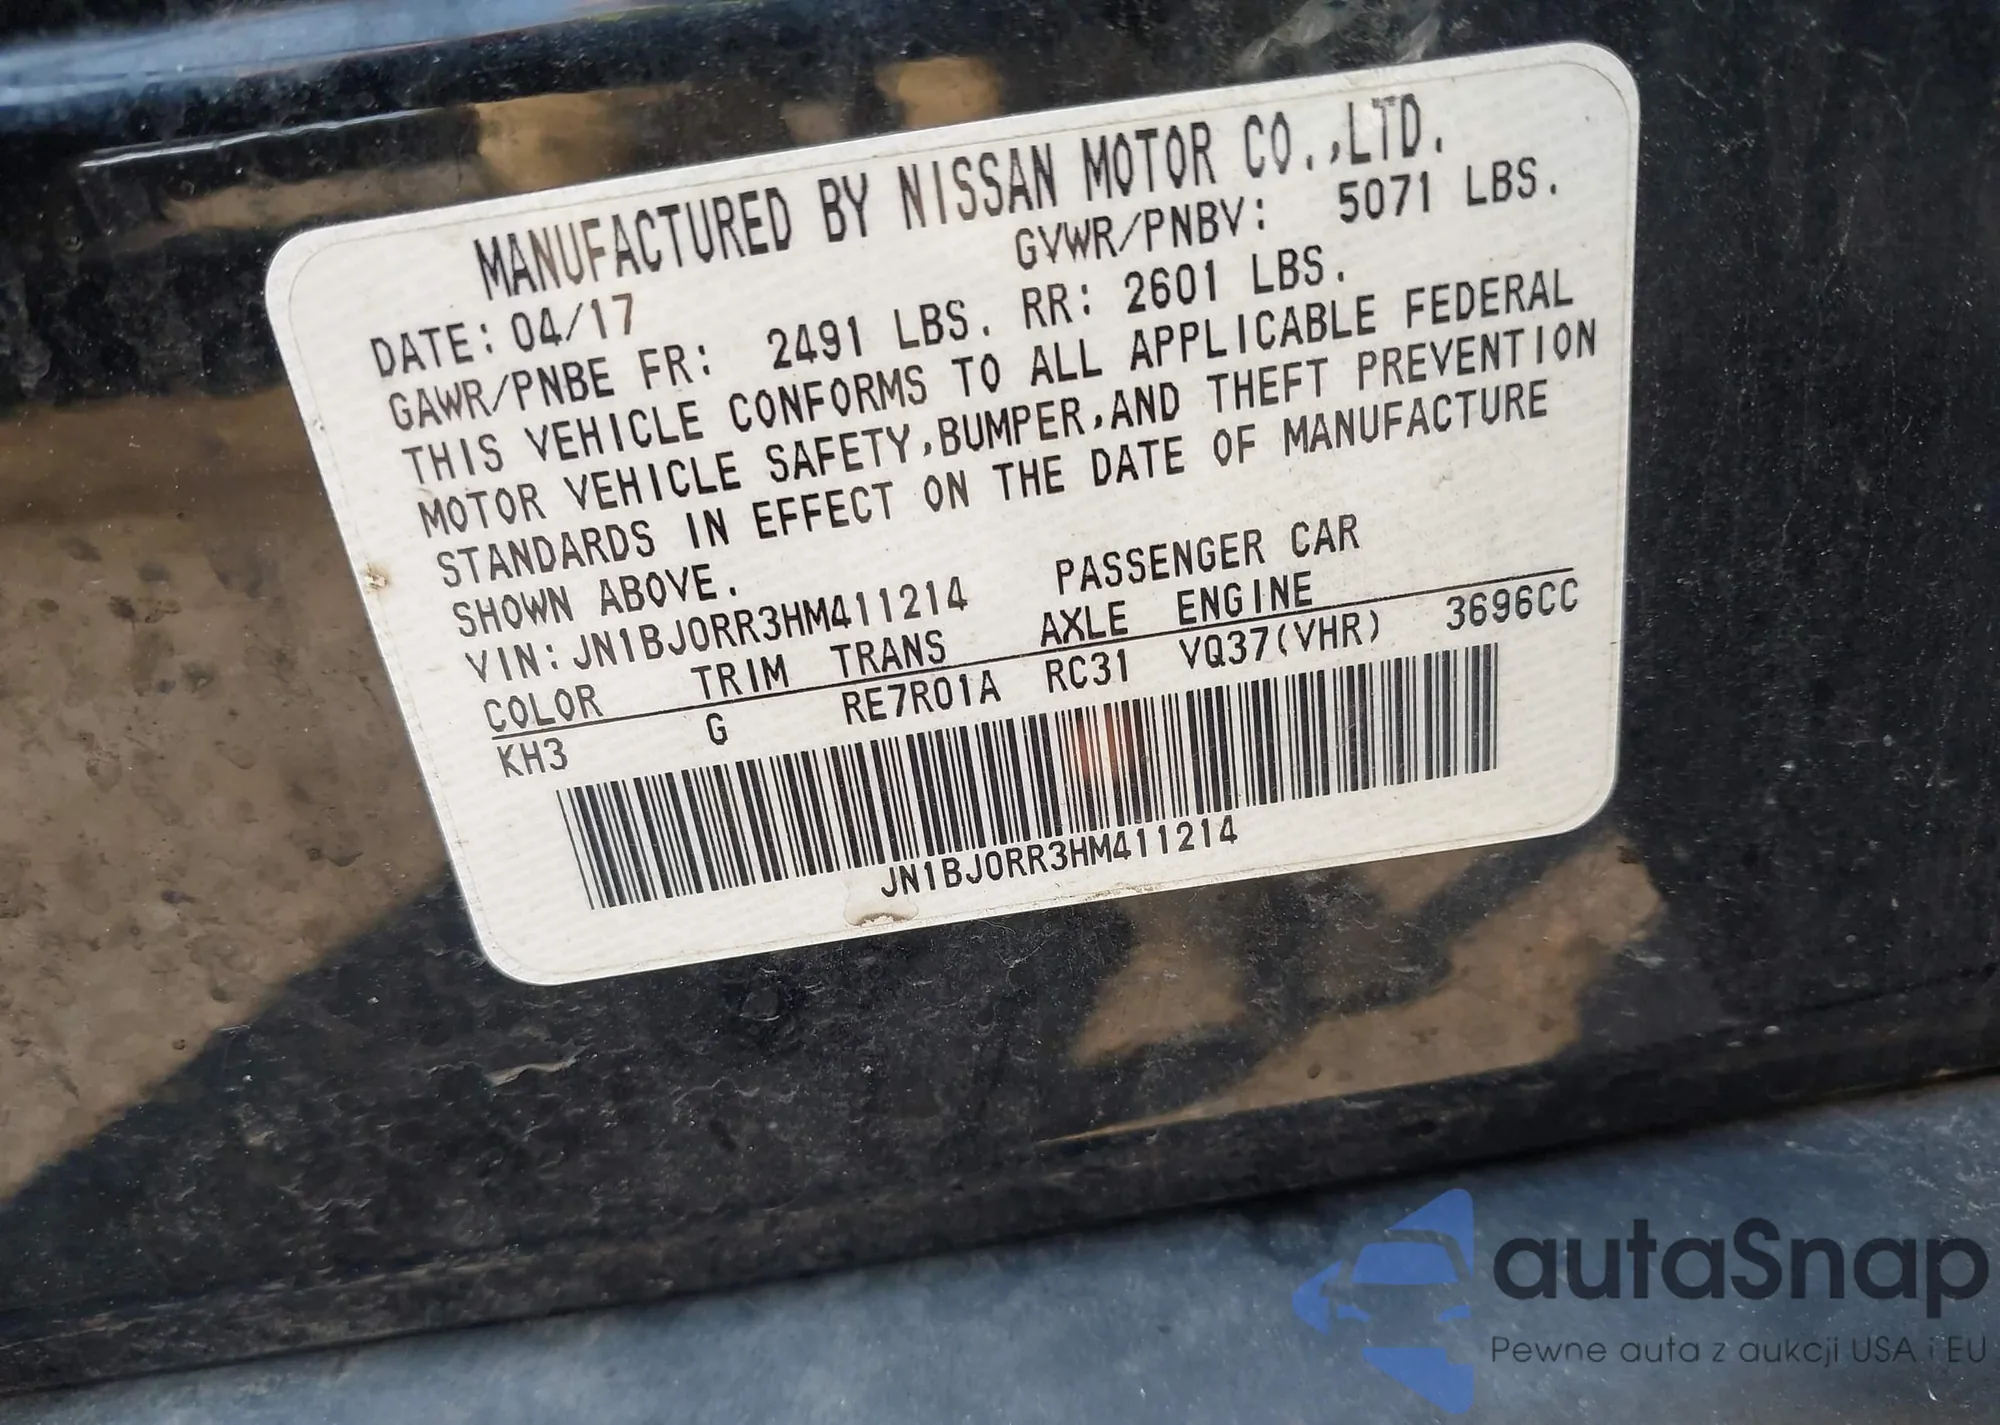 MANUFACTURED BY NISSAN MOTOR CO.,LTD.
DATE: 04/17 GVWR/PNBV: 5071 LBS.
GAWR/PNBE FR: 2491 LBS. RR: 2601 LBS.
THIS VEHICLE CONFORMS TO ALL APPLICABLE FEDERAL
MOTOR VEHICLE SAFETY,BUMPER,AND THEFT PREVENTION
STANDARDS IN EFFECT ON THE DATE OF MANUFACTURE
SHOWN ABOVE.
VIN: JN1BJ0RR3HM411214 PASSENGER CAR
COLOR TRIM TRANS AXLE ENGINE
KH3 G RE7R01A RC31 VQ37(VHR) 3696CC
JN1BJ0RR3HM411214
autaSnap
Pewne auta z aukcji USA i EU